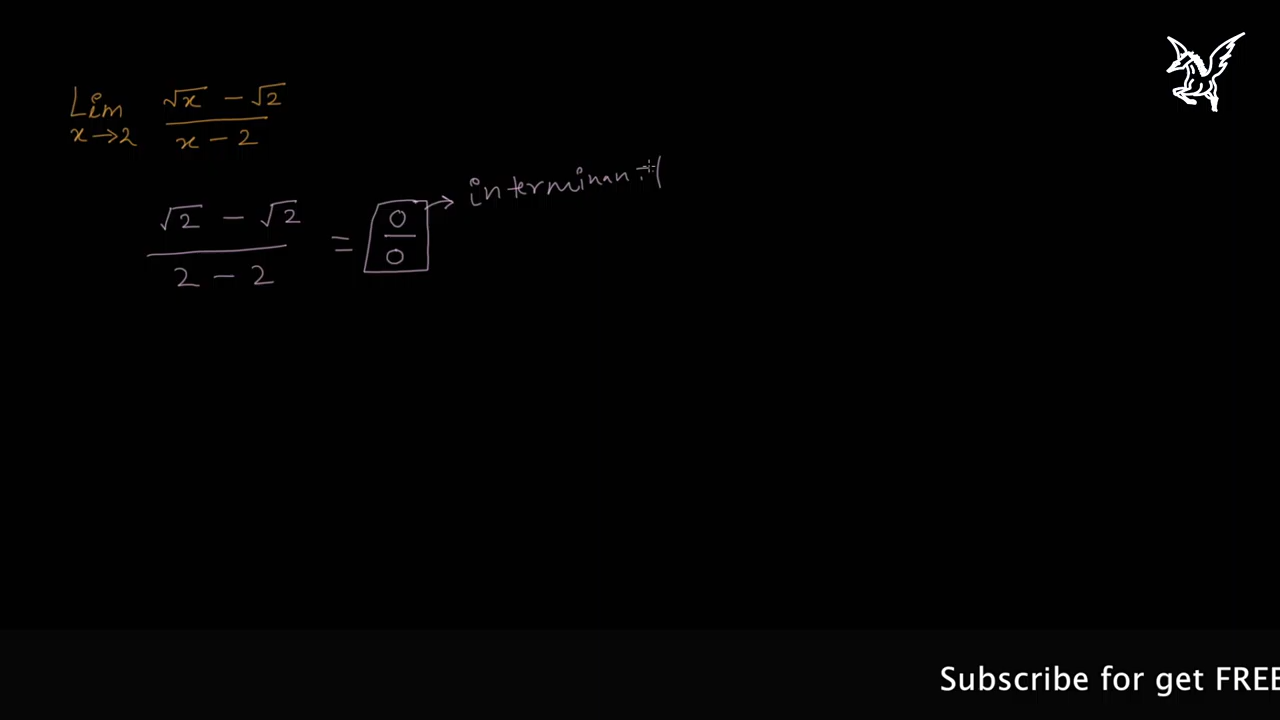 Lim √x - √2
x→2 x - 2
√2 - √2 = 0 → interminant
2 - 2 0
Subscribe for get FREE